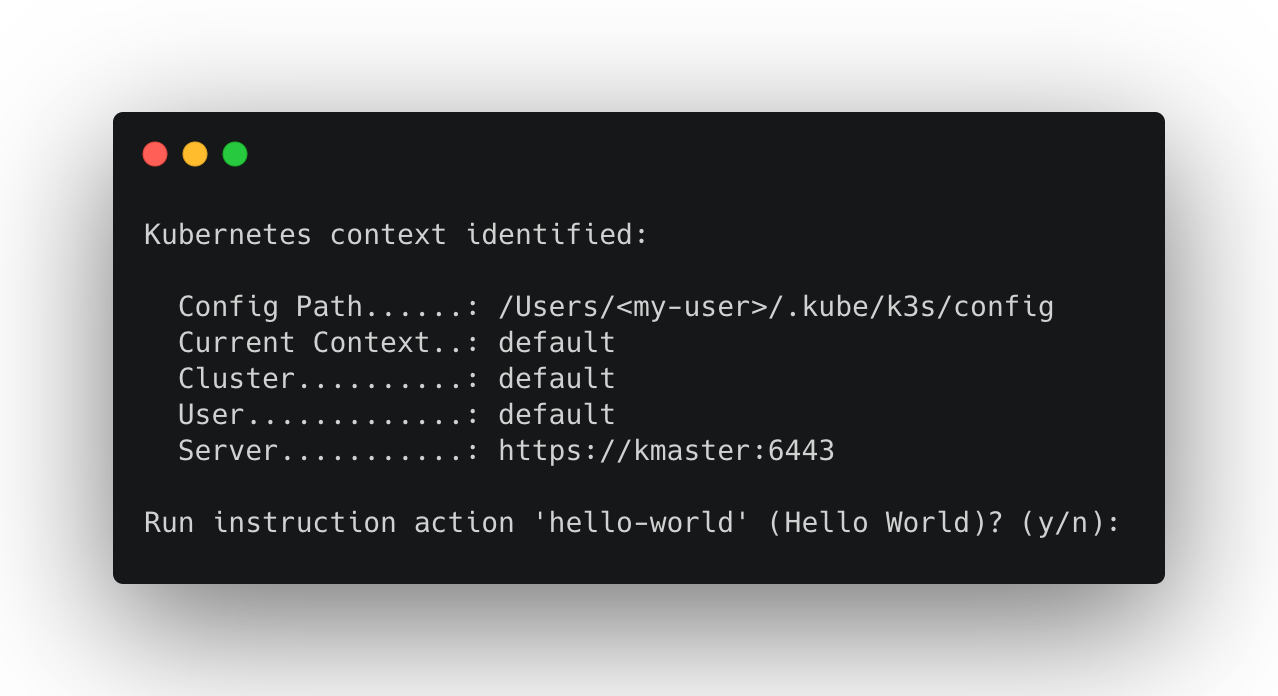 Kubernetes context identified:
Config Path......: /Users/<my-user>/.kube/k3s/config
Current Context..: default
Cluster..........: default
User.............: default
Server...........: https://kmaster:6443
Run instruction action 'hello-world' (Hello World)? (y/n):